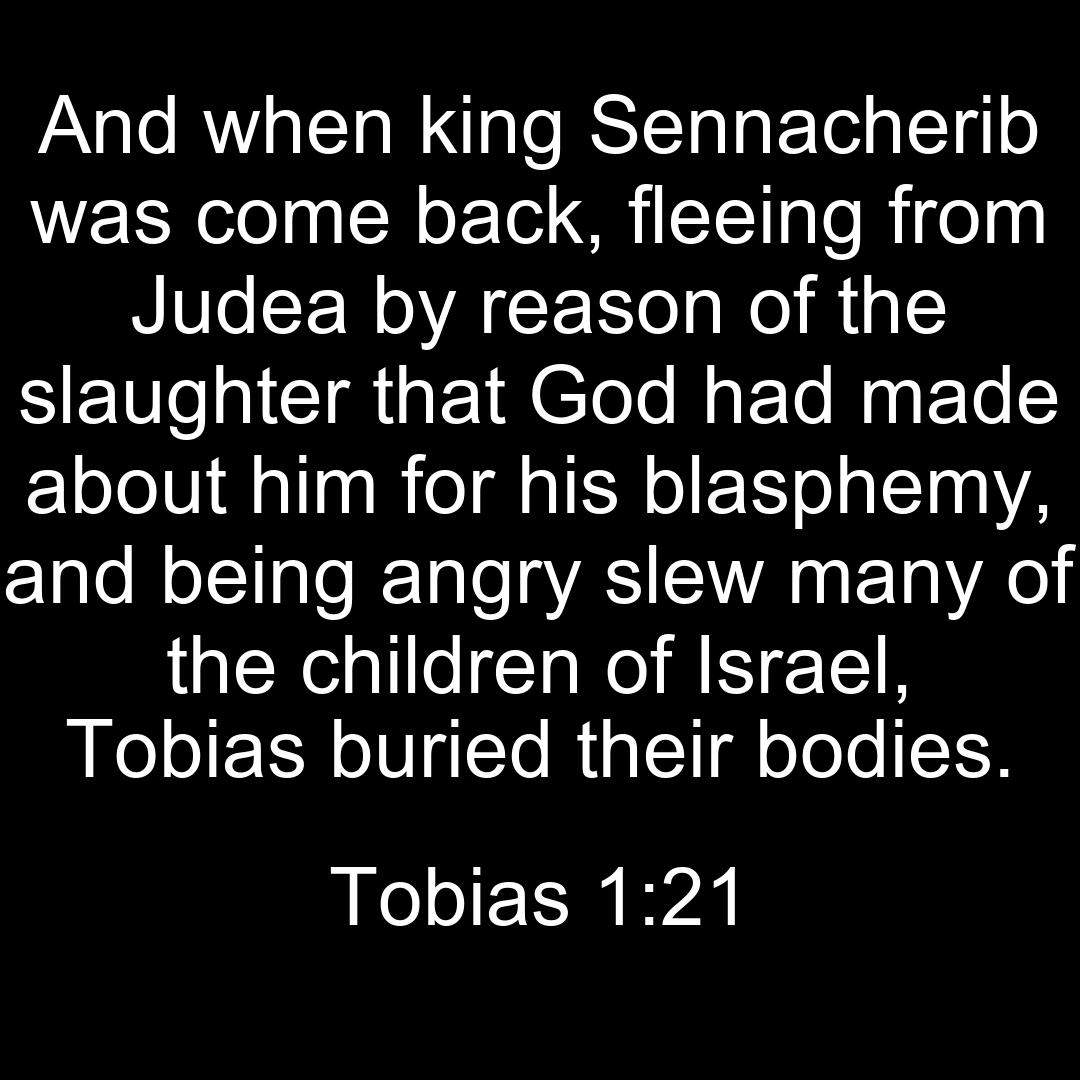 And when king Sennacherib
was come back, fleeing from
Judea by reason of the
slaughter that God had made
about him for his blasphemy,
and being angry slew many of
the children of Israel,
Tobias buried their bodies.
Tobias 1:21